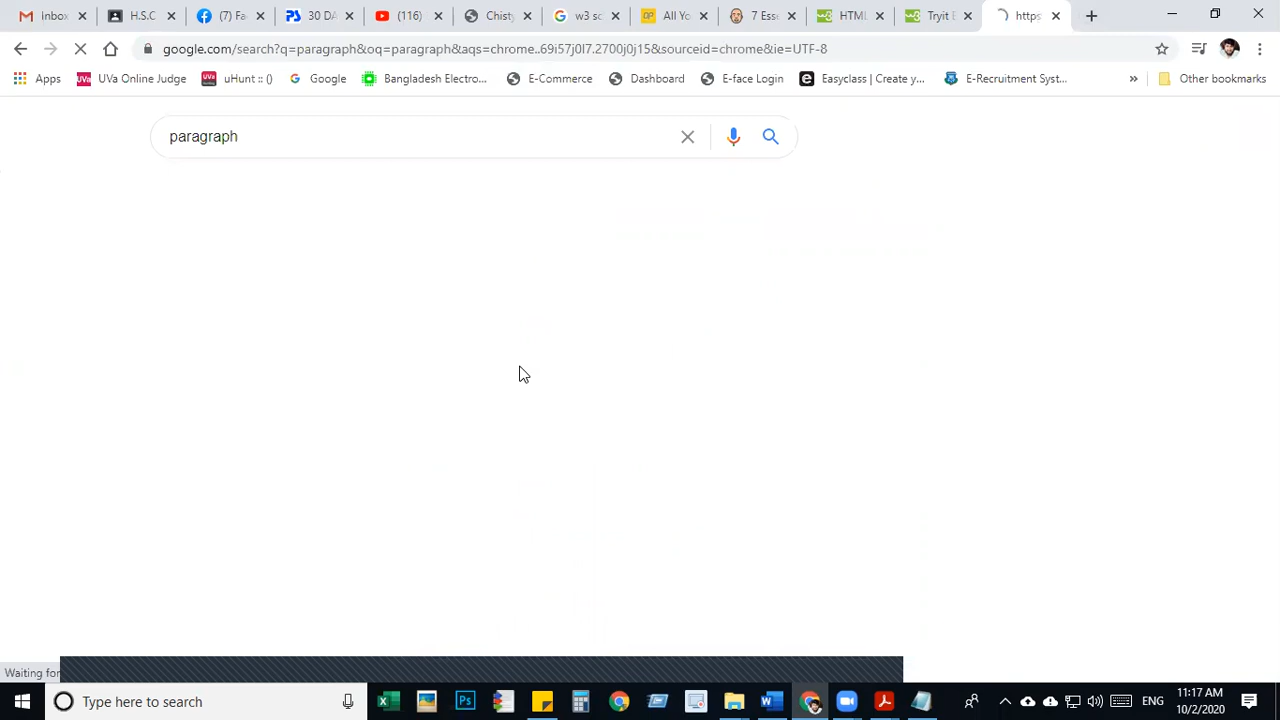 Inbox H.S.C (7) Fa 30 DA (116) Chisty w3 sc All Yo 7 Esse HTML Tryit E https
google.com/search?q=paragraph&oq=paragraph&aqs=chrome..69i57j0l7.2700j0j15&sourceid=chrome&ie=UTF-8
Apps UVa Online Judge uHunt :: () Google Bangladesh Electro... E-Commerce Dashboard E-face Login Easyclass | Create y... E-Recruitment Syst... » Other bookmarks
paragraph
Waiting for
Type here to search ENG 11:17 AM
10/2/2020